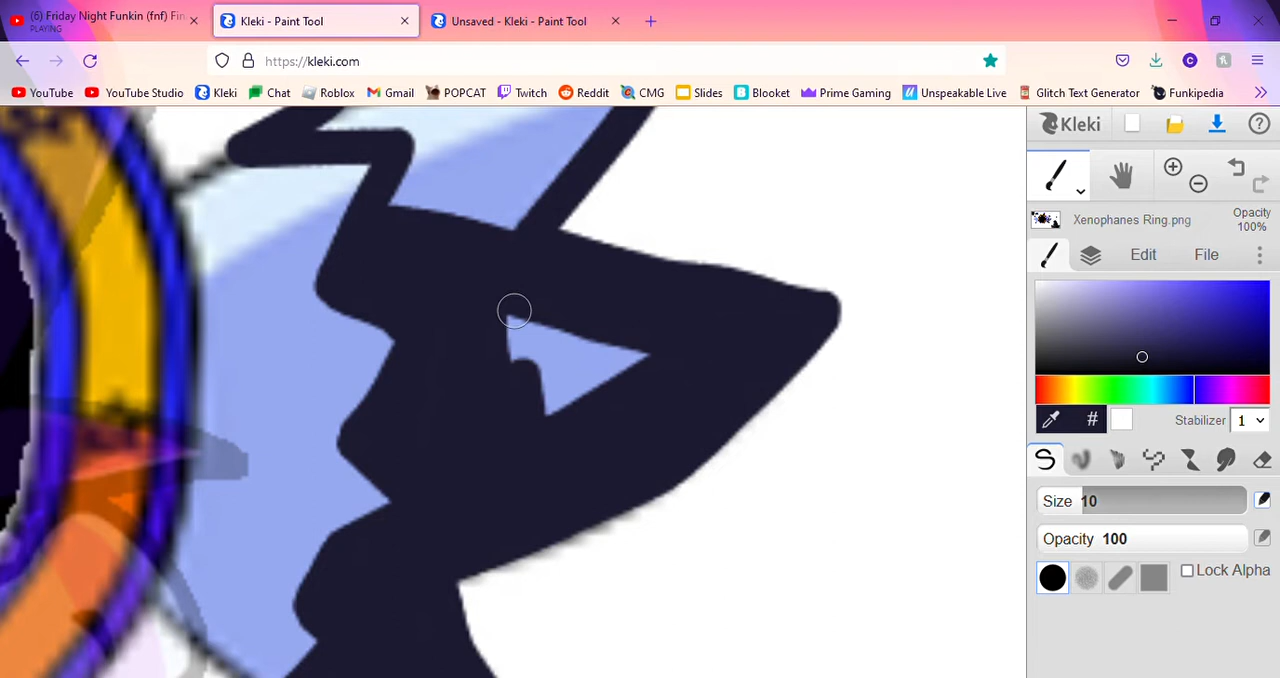 (6) Friday Night Funkin (fnf) Fin
PLAYING
Kleki - Paint Tool
Unsaved - Kleki - Paint Tool
https://kleki.com
YouTube YouTube Studio Kleki Chat Roblox Gmail POPCAT Twitch Reddit CMG Slides Blooket Prime Gaming Unspeakable Live Glitch Text Generator Funkipedia
Kleki
Xenophanes Ring.png
Opacity
100%
Edit File
# Stabilizer 1
Size 10
Opacity 100
Lock Alpha